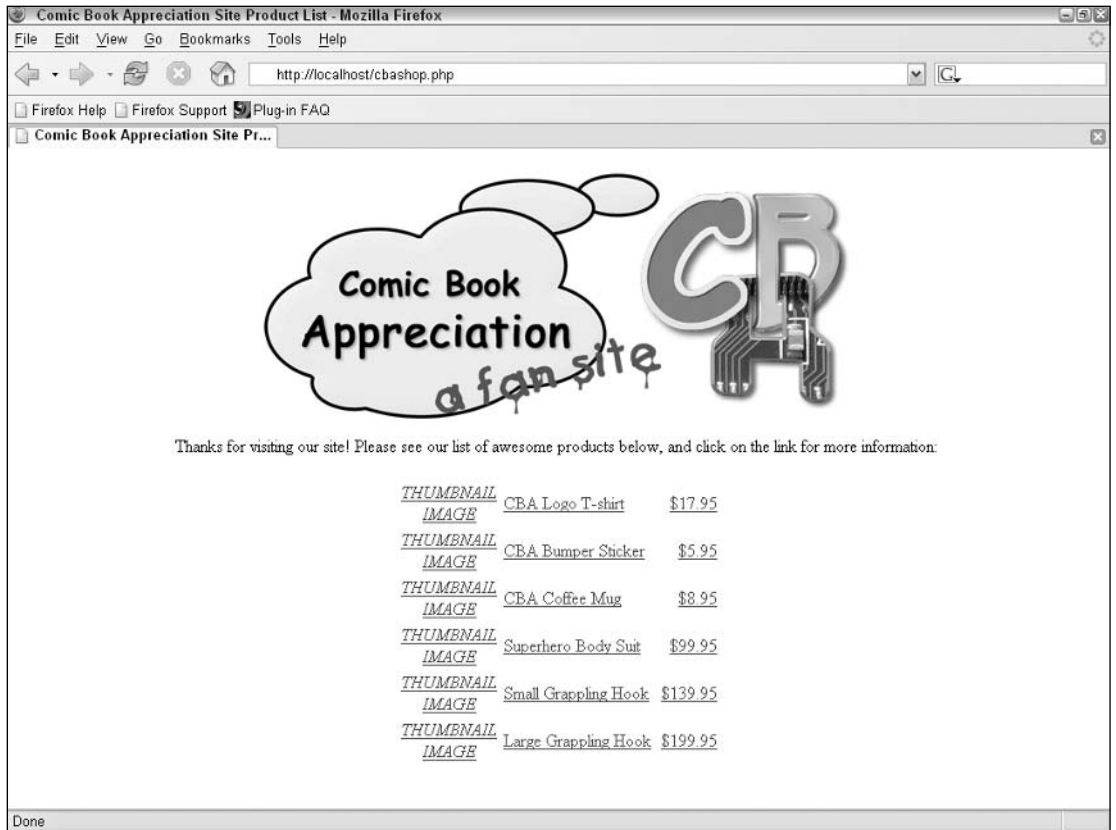 Comic Book Appreciation Site Product List - Mozilla Firefox
File Edit View Go Bookmarks Tools Help
http://localhost/cbashop.php
G
Firefox Help Firefox Support Plug-in FAQ
Comic Book Appreciation Site Pr...
Comic Book
Appreciation
a fan site
CB
A
Thanks for visiting our site! Please see our list of awesome products below, and click on the link for more information:
THUMBNAIL
IMAGE CBA Logo T-shirt $17.95
THUMBNAIL
IMAGE CBA Bumper Sticker $5.95
THUMBNAIL
IMAGE CBA Coffee Mug $8.95
THUMBNAIL
IMAGE Superhero Body Suit $99.95
THUMBNAIL
IMAGE Small Grappling Hook $139.95
THUMBNAIL
IMAGE Large Grappling Hook $199.95
Done